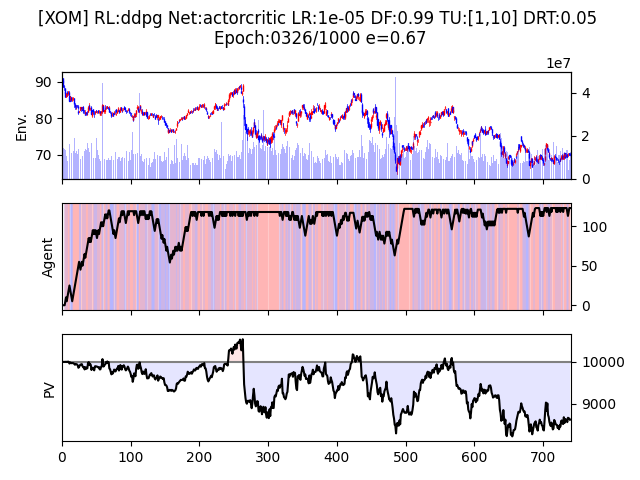 [XOM] RL:ddpg Net:actorcritic LR:1e-05 DF:0.99 TU:[1,10] DRT:0.05
Epoch:0326/1000 e=0.67
1e7
Env.
90
80
70
4
2
0
Agent
100
50
0
PV
10000
9000
0 100 200 300 400 500 600 700